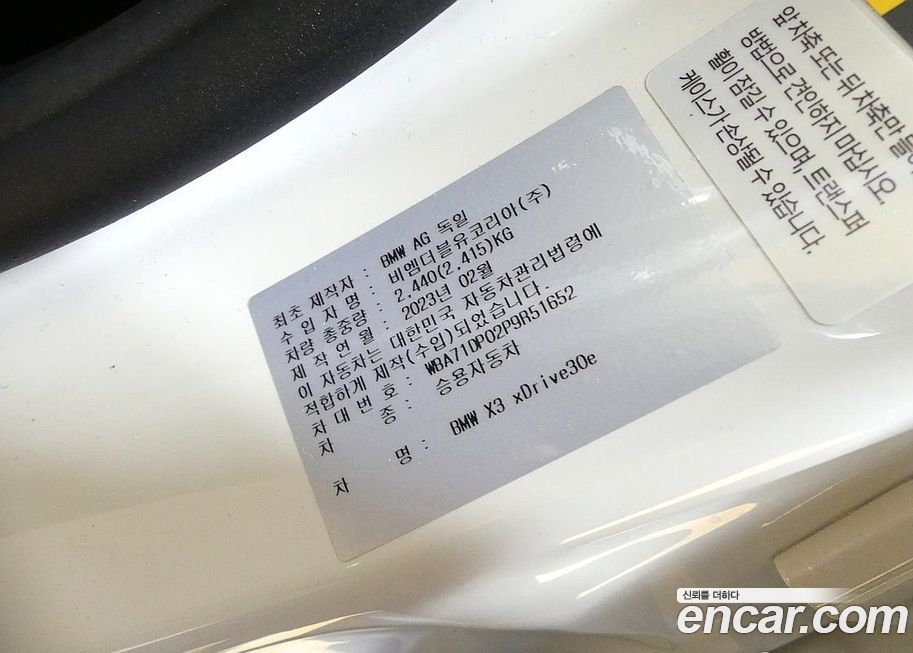 최초 제작자 : BMW AG 독일
수 입 자 명 : 비엠더블유코리아(주)
차량 총중량 : 2.440(2.415)KG
제 작 연 월 : 2023년 02월
이 자동차는 대한민국 자동차관리법령에
적합하게 제작(수입)되었습니다.
차 대 번 호 : WBA71DP02P9R51652
차 종 : 승용자동차
차 명 : BMW X3 xDrive30e
앞 차축 또는 뒤 차축만 들
방법으로 견인하지 마십시오.
휠이 잠길 수 있으며, 트랜스퍼
케이스가 손상될 수 있습니다.
신뢰를 더하다
encar.com